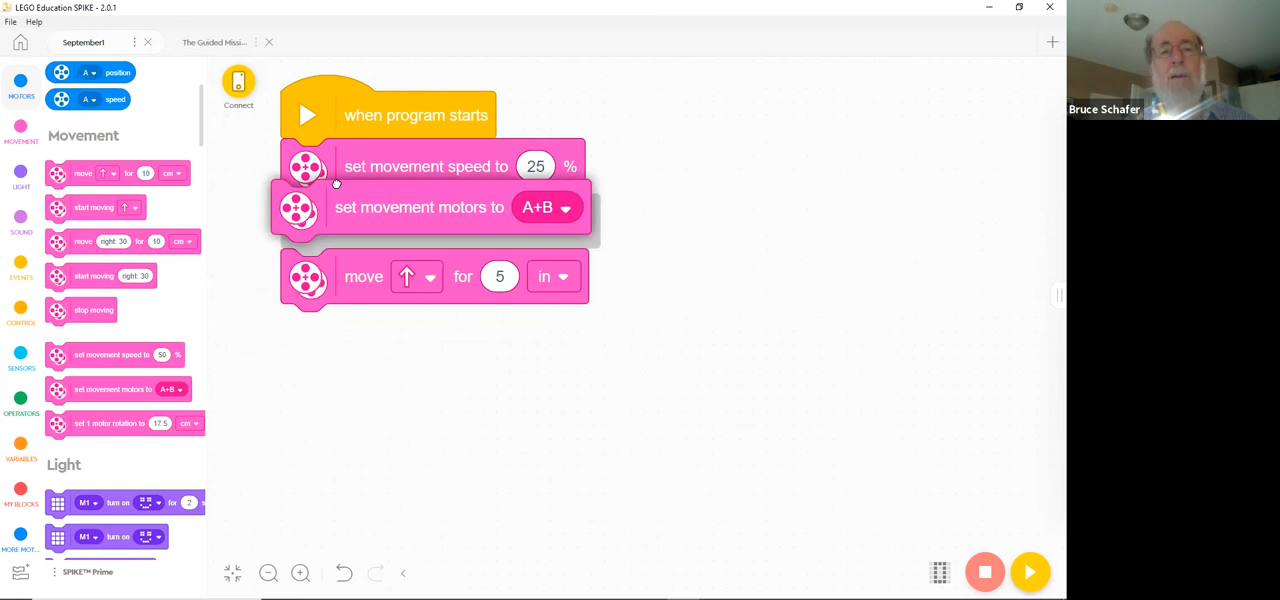 LEGO Education SPIKE - 2.0.1
File Help
September1
The Guided Missi...
Bruce Schafer
A position
A speed
MOTORS
MOVEMENT
LIGHT
SOUND
EVENTS
CONTROL
SENSORS
OPERATORS
VARIABLES
MY BLOCKS
MORE MOT...
Movement
move for 10 cm
start moving
move right: 30 for 10 cm
start moving right: 30
stop moving
set movement speed to 50 %
set movement motors to A+B
set 1 motor rotation to 17.5 cm
Light
M1 turn on for 2 s
M1 turn on
Connect
when program starts
set movement speed to 25 %
set movement motors to A+B
move for 5 in
SPIKE™ Prime